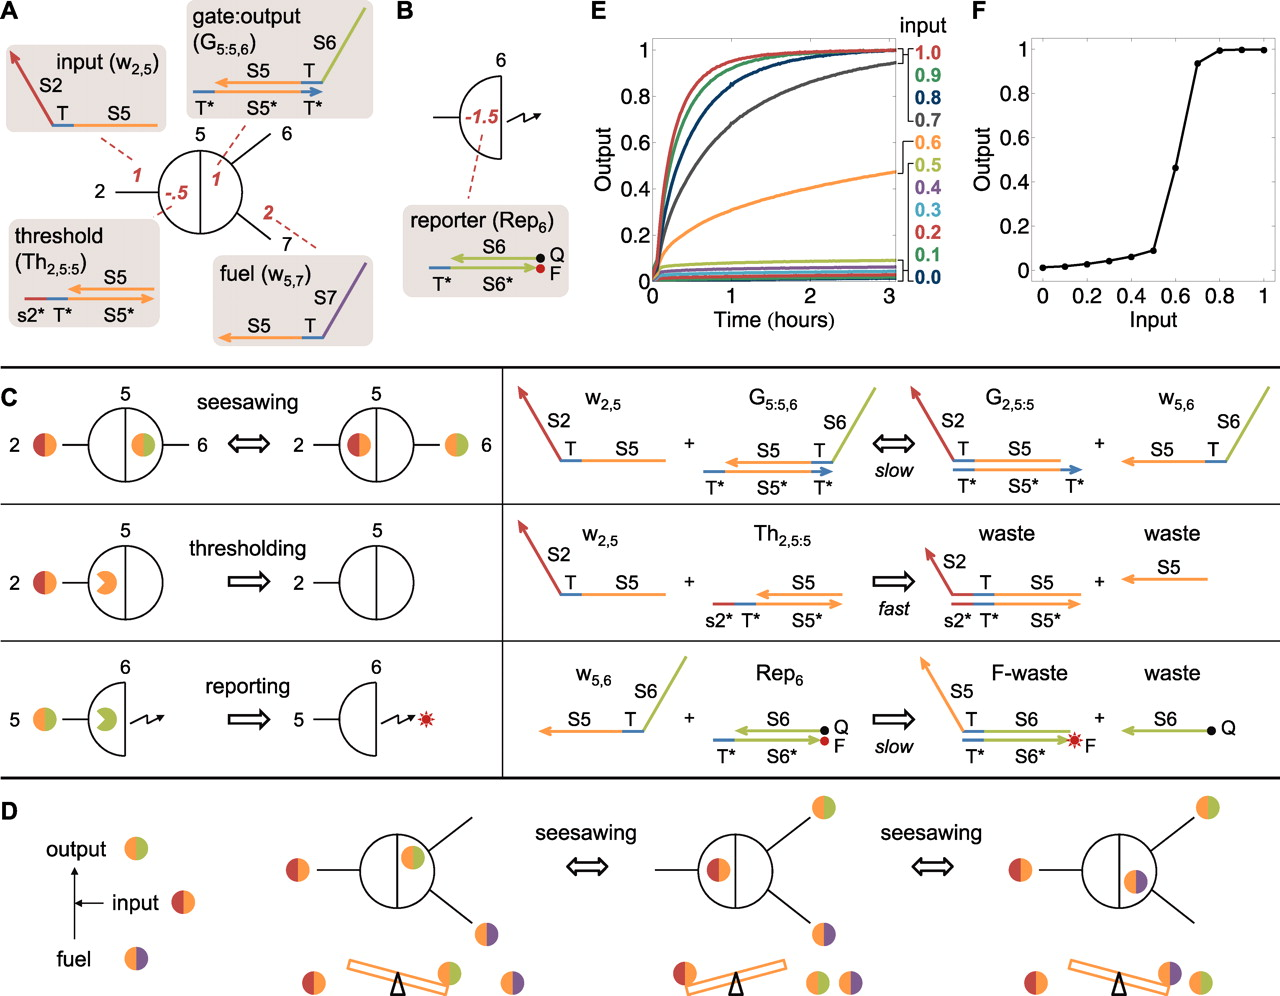 A
input (w2,5)
S2
T
S5
gate:output
(G5:5,6)
S6
S5
T
T*
S5*
T*
5
6
2
1
-.5
1
2
7
threshold
(Th2,5:5)
S5
s2*
T*
S5*
fuel (w5,7)
S7
S5
T
B
6
-1.5
reporter (Rep6)
S6
Q
T*
S6*
F
E
input
1.0
0.9
0.8
0.7
0.6
0.5
0.4
0.3
0.2
0.1
0.0
Output
1
0.8
0.6
0.4
0.2
0
0
1
2
3
Time (hours)
F
Output
1
0.8
0.6
0.4
0.2
0
0
0.2
0.4
0.6
0.8
1
Input
C
5
5
2
6
seesawing
2
6
w2,5
S2
T
S5
+
G5:5,6
S6
S5
T
T*
S5*
T*
slow
G2,5:5
S2
T
S5
T*
S5*
T*
+
w5,6
S6
S5
T
5
5
2
thresholding
2
w2,5
S2
T
S5
+
Th2,5:5
S5
s2*
T*
S5*
fast
waste
S2
T
S5
s2*
T*
S5*
+
waste
S5
6
6
5
reporting
5
w5,6
S6
S5
T
+
Rep6
S6
Q
T*
S6*
F
slow
F-waste
S5
T
S6
T*
S6*
F
+
waste
S6
Q
D
output
input
fuel
seesawing
seesawing